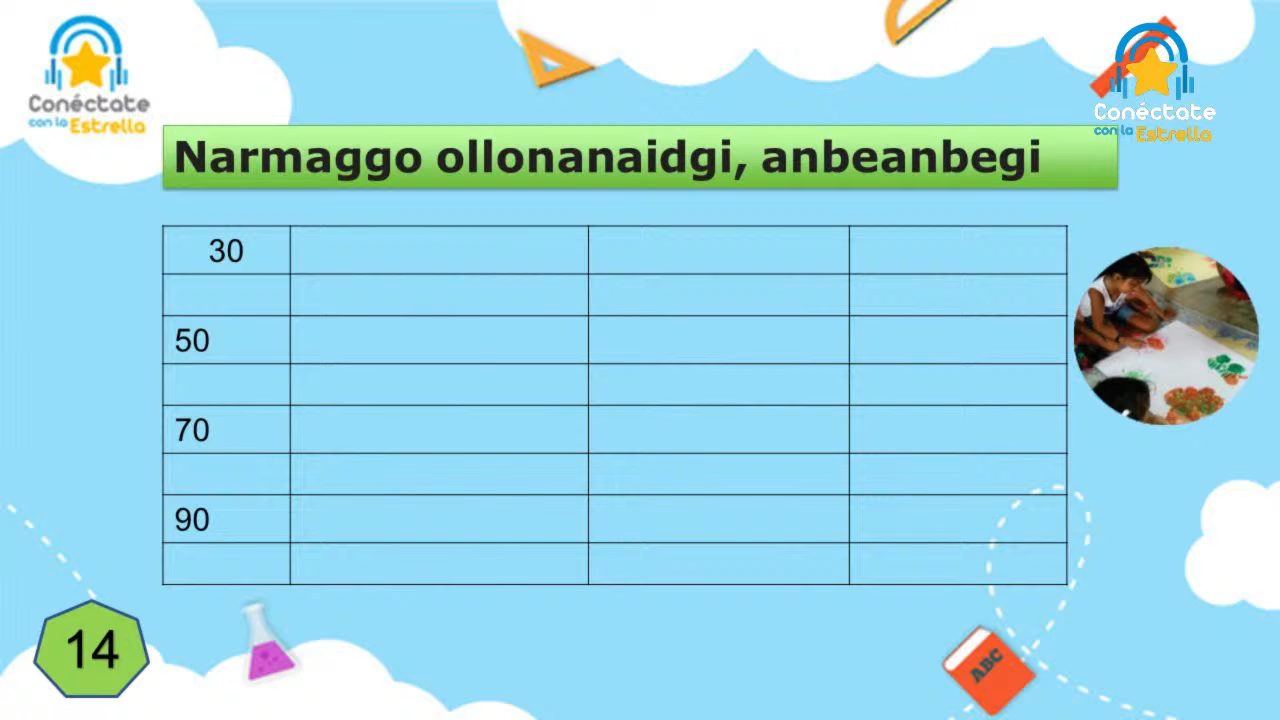 Conéctate
con la Estrella
Conéctate
con la Estrella
Narmaggo ollonanaidgi, anbeanbegi
30
50
70
90
14
ABC